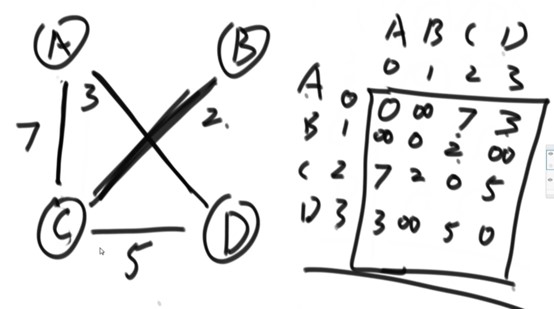 A B
3 2.
7
C D
5
A B C D
0 1 2 3
A 0 0 ∞ 7 3
B 1 ∞ 0 2 ∞
C 2 7 2 0 5
D 3 3 ∞ 5 0